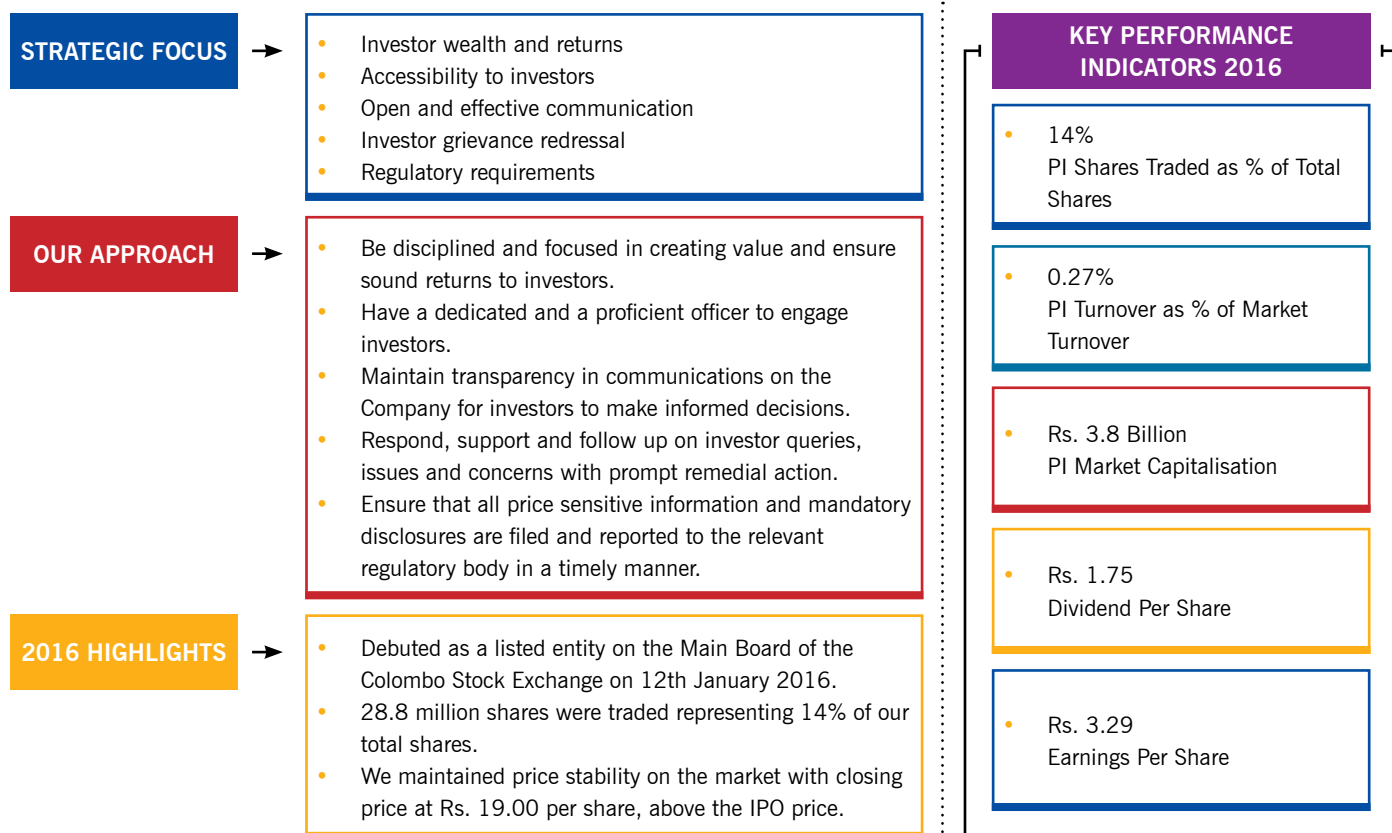 STRATEGIC FOCUS
• Investor wealth and returns
• Accessibility to investors
• Open and effective communication
• Investor grievance redressal
• Regulatory requirements
OUR APPROACH
• Be disciplined and focused in creating value and ensure
sound returns to investors.
• Have a dedicated and a proficient officer to engage
investors.
• Maintain transparency in communications on the
Company for investors to make informed decisions.
• Respond, support and follow up on investor queries,
issues and concerns with prompt remedial action.
• Ensure that all price sensitive information and mandatory
disclosures are filed and reported to the relevant
regulatory body in a timely manner.
2016 HIGHLIGHTS
• Debuted as a listed entity on the Main Board of the
Colombo Stock Exchange on 12th January 2016.
• 28.8 million shares were traded representing 14% of our
total shares.
• We maintained price stability on the market with closing
price at Rs. 19.00 per share, above the IPO price.
KEY PERFORMANCE
INDICATORS 2016
• 14%
PI Shares Traded as % of Total
Shares
• 0.27%
PI Turnover as % of Market
Turnover
• Rs. 3.8 Billion
PI Market Capitalisation
• Rs. 1.75
Dividend Per Share
• Rs. 3.29
Earnings Per Share